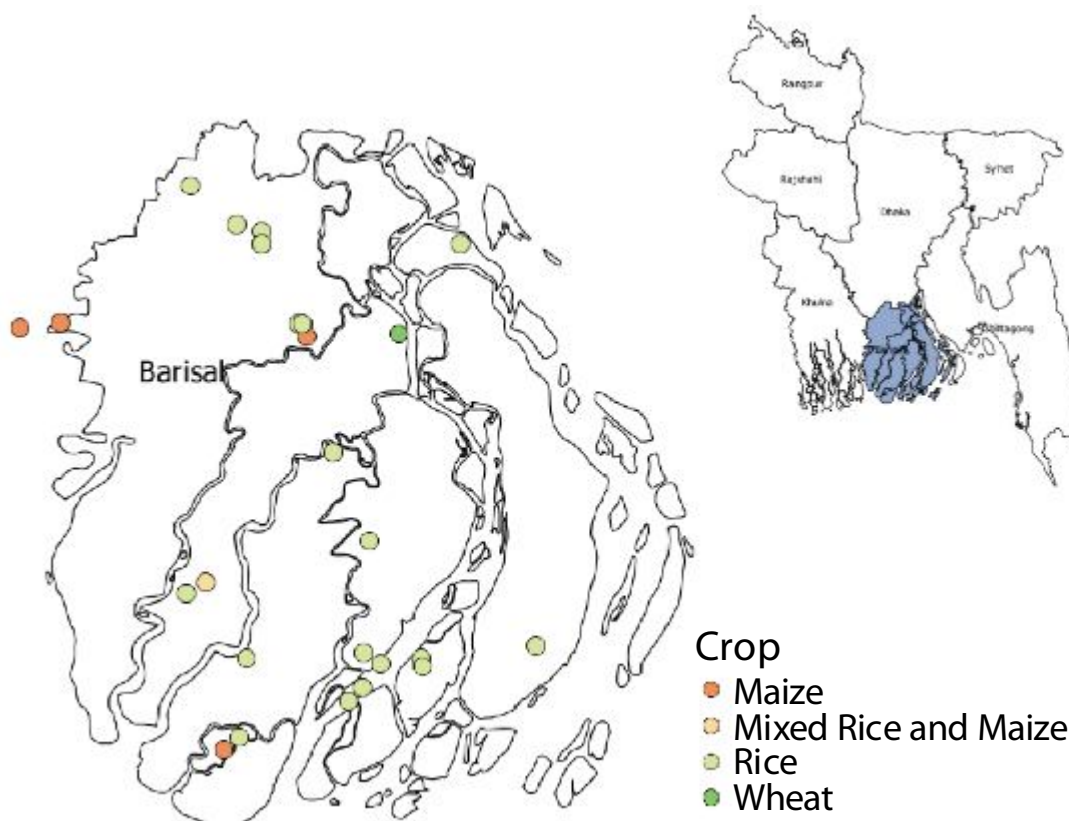 Rangpur
Rajshahi
Sylhet
Dhaka
Khulna
Chittagong
Barisal
Crop
Maize
Mixed Rice and Maize
Rice
Wheat